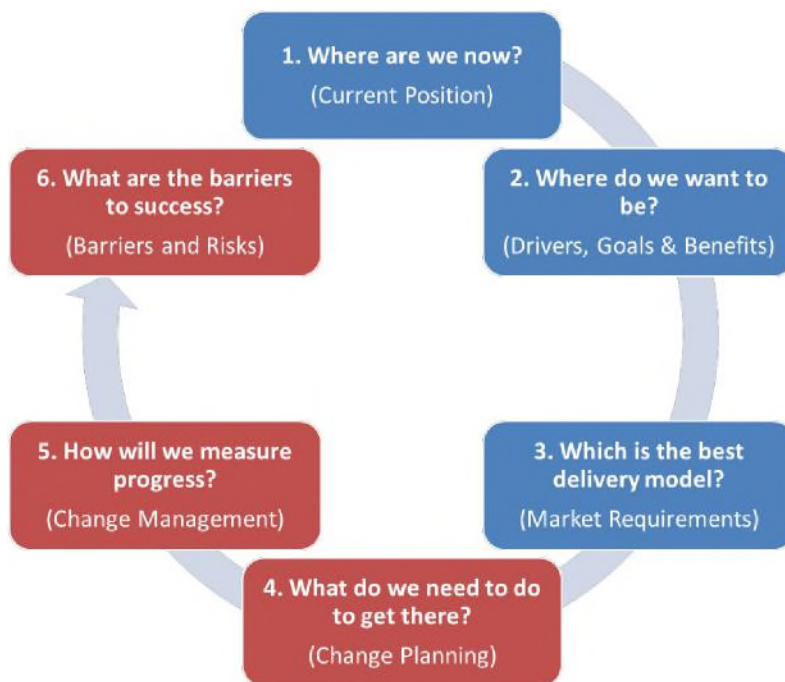 1. Where are we now?
(Current Position)
2. Where do we want to
be?
(Drivers, Goals & Benefits)
3. Which is the best
delivery model?
(Market Requirements)
4. What do we need to do
to get there?
(Change Planning)
5. How will we measure
progress?
(Change Management)
6. What are the barriers
to success?
(Barriers and Risks)